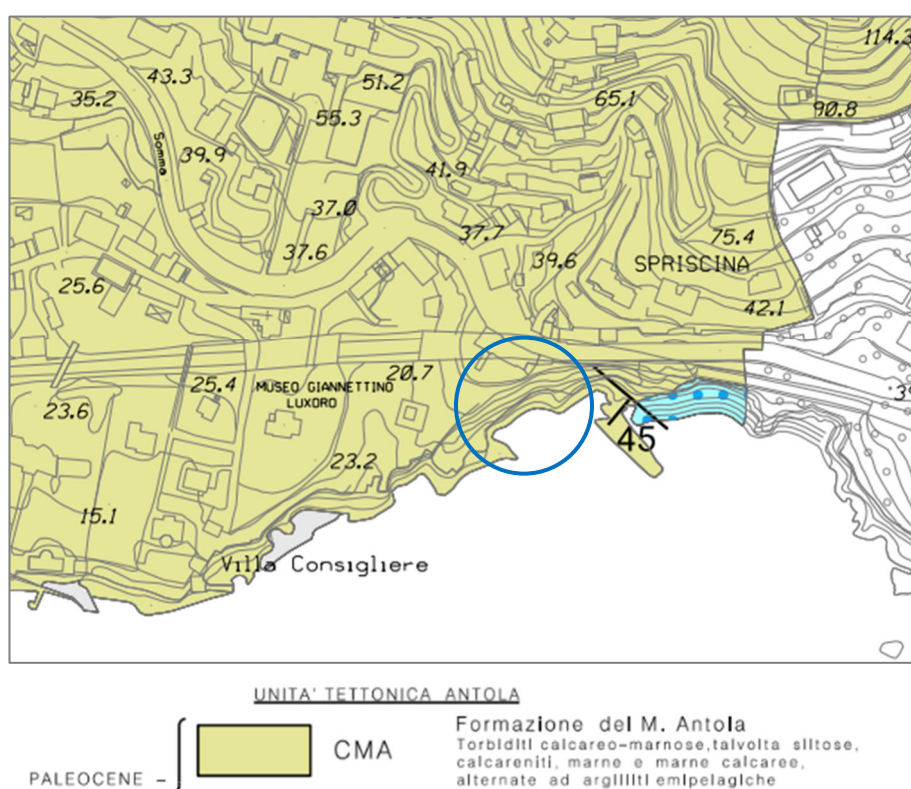 114.3
51.2
43.3
35.2
65.1
90.8
55.3
Somma
39.9
41.9
37.0
37.7
75.4
37.6
39.6
SPRISCINA
25.6
42.1
20.7
25.4
MUSEO GIANNETTINO
LUXORO
23.6
45
23.2
15.1
Villa Consigliere
UNITA' TETTONICA ANTOLA
Formazione del M. Antola
CMA
Torbiditi calcareo-marnose, talvolta siltose,
calcareniti, marne e marne calcaree,
PALEOCENE -
alternate ad argilliti emipelagiche